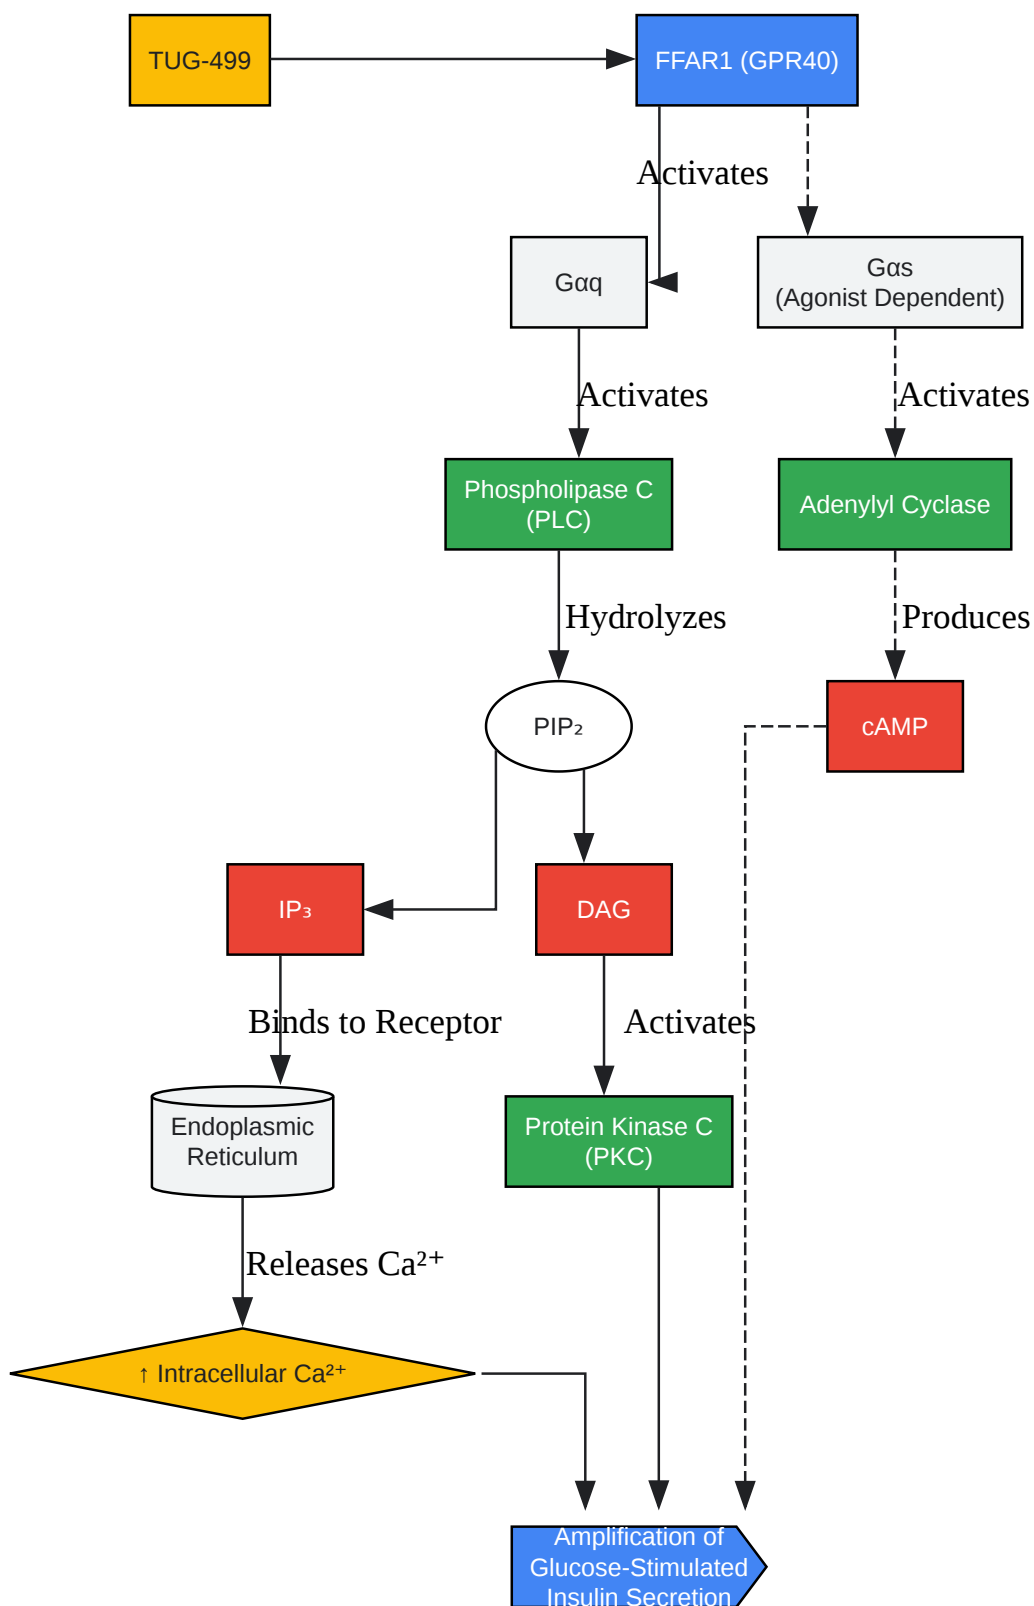 TUG-499
FFAR1 (GPR40)
Activates
Gαq
Gαs
(Agonist Dependent)
Activates
Activates
Phospholipase C
(PLC)
Adenylyl Cyclase
Hydrolyzes
Produces
PIP₂
cAMP
IP₃
DAG
Binds to Receptor
Activates
Endoplasmic
Reticulum
Protein Kinase C
(PKC)
Releases Ca²⁺
↑ Intracellular Ca²⁺
Amplification of
Glucose-Stimulated
Insulin Secretion